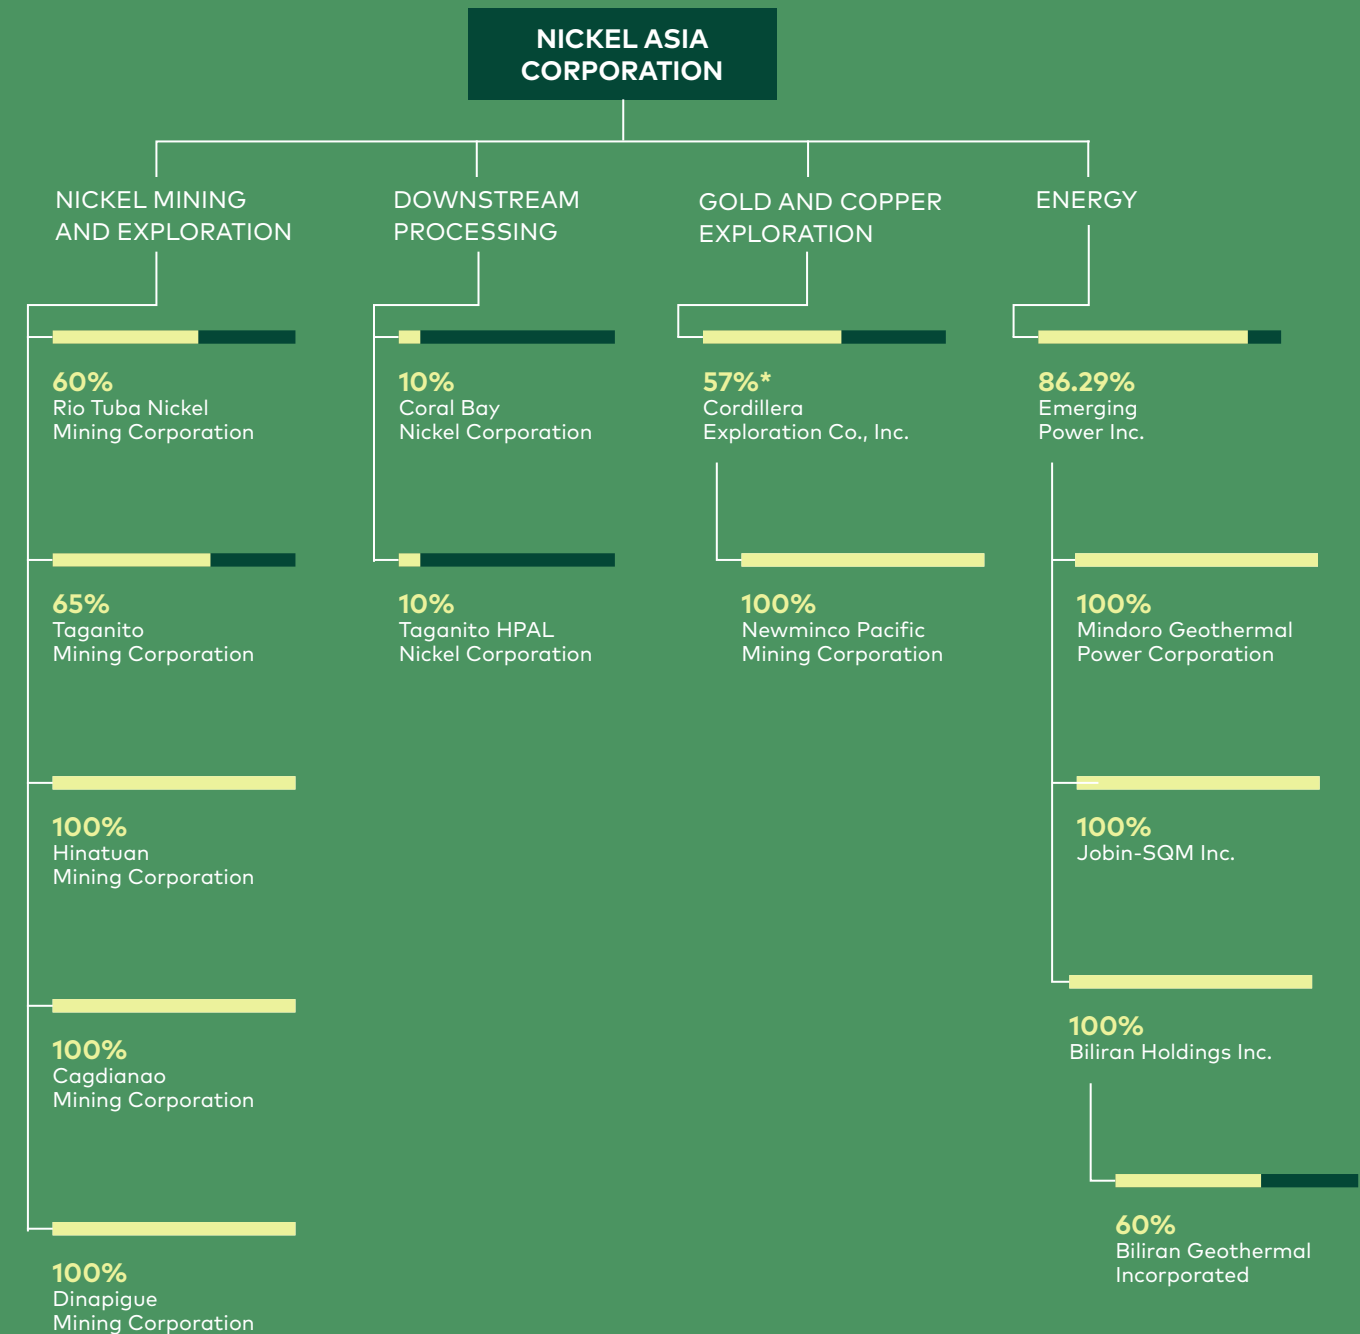 NICKEL ASIA
CORPORATION
NICKEL MINING
AND EXPLORATION
60%
Rio Tuba Nickel
Mining Corporation
65%
Taganito
Mining Corporation
100%
Hinatuan
Mining Corporation
100%
Cagdianao
Mining Corporation
100%
Dinapigue
Mining Corporation
DOWNSTREAM
PROCESSING
10%
Coral Bay
Nickel Corporation
10%
Taganito HPAL
Nickel Corporation
GOLD AND COPPER
EXPLORATION
57%*
Cordillera
Exploration Co., Inc.
100%
Newminco Pacific
Mining Corporation
ENERGY
86.29%
Emerging
Power Inc.
100%
Mindoro Geothermal
Power Corporation
100%
Jobin-SQM Inc.
100%
Biliran Holdings Inc.
60%
Biliran Geothermal
Incorporated